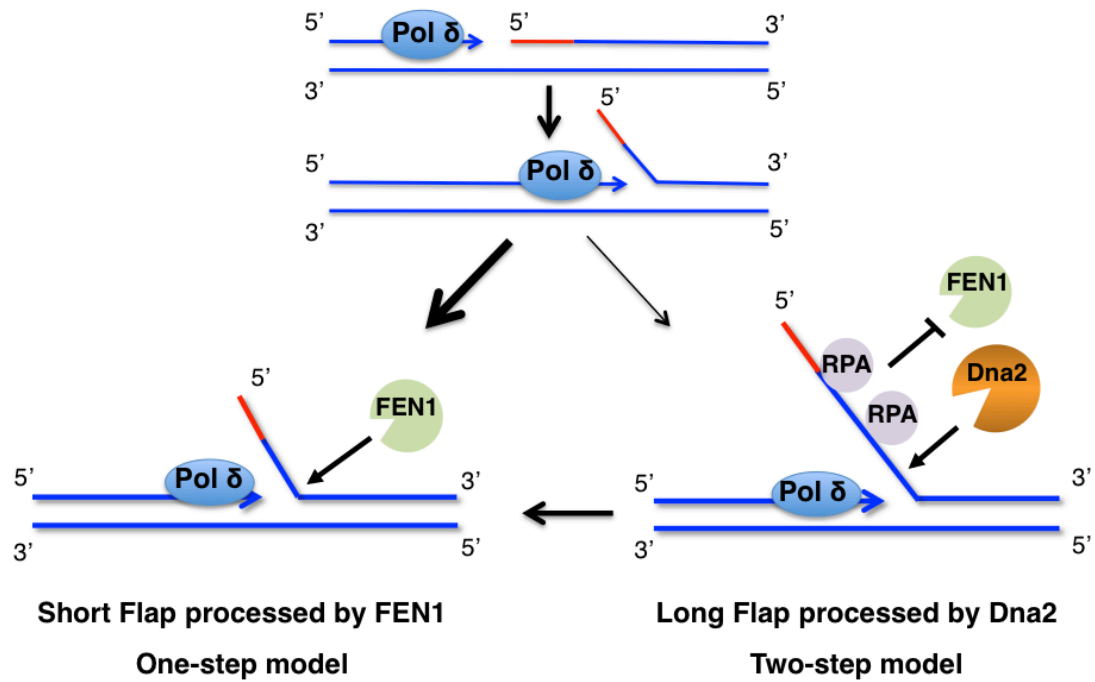 5’
Pol δ
5’
3’
3’
5’
5’
5’
Pol δ
3’
3’
5’
5’
FEN1
RPA
Dna2
RPA
5’
FEN1
5’
Pol δ
3’
3’
5’
5’
Pol δ
3’
3’
5’
Short Flap processed by FEN1
One-step model
Long Flap processed by Dna2
Two-step model